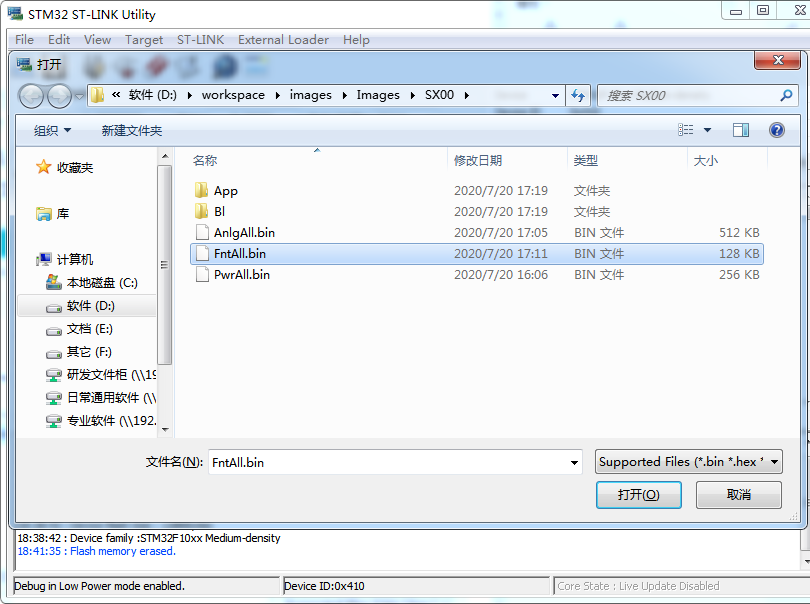 STM32 ST-LINK Utility
File Edit View Target ST-LINK External Loader Help
打开
« 软件 (D:) ▸ workspace ▸ images ▸ Images ▸ SX00 ▸ 搜索 SX00
组织 新建文件夹
名称 修改日期 类型 大小
收藏夹
库
计算机
本地磁盘 (C:)
软件 (D:)
文档 (E:)
其它 (F:)
研发文件柜 (\\19
日常通用软件 (\\
专业软件 (\\192.
App 2020/7/20 17:19 文件夹
Bl 2020/7/20 17:19 文件夹
AnlgAll.bin 2020/7/20 17:05 BIN 文件 512 KB
FntAll.bin 2020/7/20 17:11 BIN 文件 128 KB
PwrAll.bin 2020/7/20 16:06 BIN 文件 256 KB
文件名(N): FntAll.bin Supported Files (*.bin *.hex *
打开(O) 取消
18:38:42 : Device family :STM32F10xx Medium-density
18:41:35 : Flash memory erased.
Debug in Low Power mode enabled. Device ID:0x410 Core State : Live Update Disabled